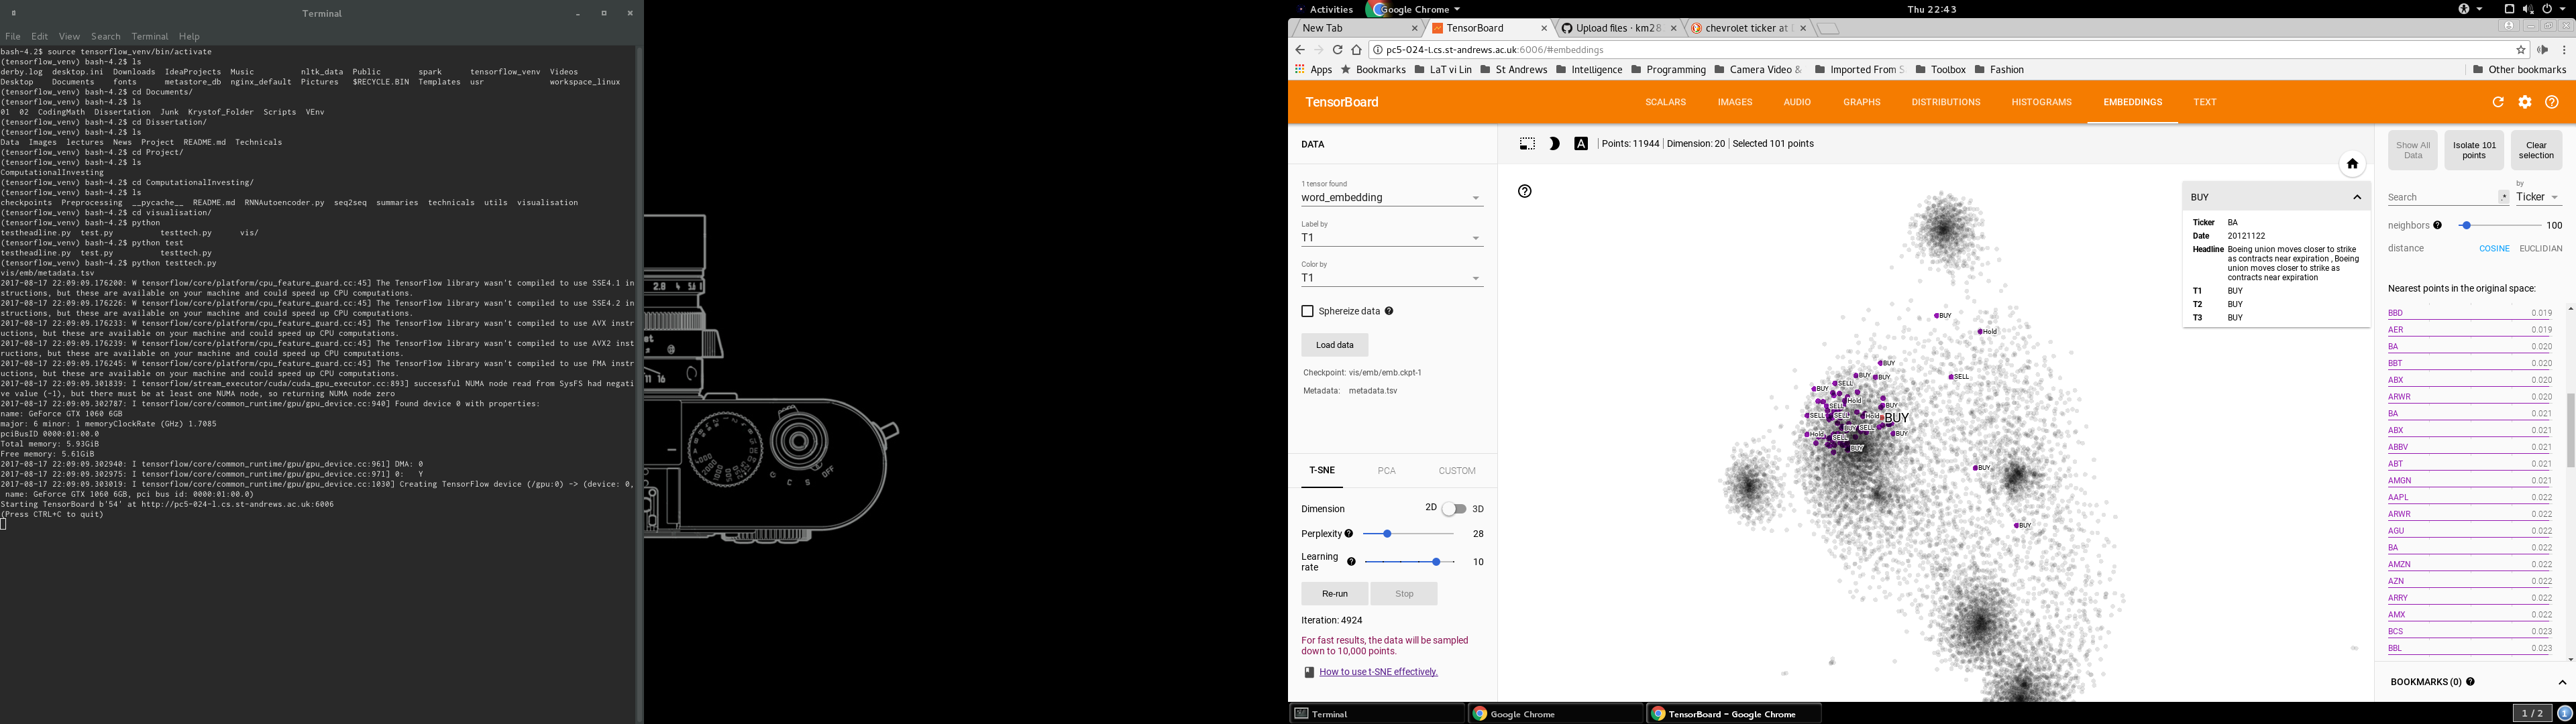 Terminal
File Edit View Search Terminal Help
bash-4.2$ source tensorflow_venv/bin/activate
(tensorflow_venv) bash-4.2$ ls
derby.log desktop.ini Downloads IdeaProjects Music nltk_data Public spark tensorflow_venv Videos
Desktop Documents fonts metastore_db nginx_default Pictures $RECYCLE.BIN Templates usr workspace_linux
(tensorflow_venv) bash-4.2$ cd Documents/
(tensorflow_venv) bash-4.2$ ls
01 02 CodingMath Dissertation Junk Krystof_Folder Scripts VEnv
(tensorflow_venv) bash-4.2$ cd Dissertation/
(tensorflow_venv) bash-4.2$ ls
Data Images lectures News Project README.md Technicals
(tensorflow_venv) bash-4.2$ cd Project/
(tensorflow_venv) bash-4.2$ ls
ComputationalInvesting
(tensorflow_venv) bash-4.2$ cd ComputationalInvesting/
(tensorflow_venv) bash-4.2$ ls
checkpoints Preprocessing __pycache__ README.md RNNAutoencoder.py seq2seq summaries technicals utils visualisation
(tensorflow_venv) bash-4.2$ cd visualisation/
(tensorflow_venv) bash-4.2$ python
testheadline.py test.py testtech.py vis/
(tensorflow_venv) bash-4.2$ python test
testheadline.py test.py testtech.py
(tensorflow_venv) bash-4.2$ python testtech.py
vis/emb/metadata.tsv
2017-08-17 22:09:09.176200: W tensorflow/core/platform/cpu_feature_guard.cc:45] The TensorFlow library wasn't compiled to use SSE4.1 in
structions, but these are available on your machine and could speed up CPU computations.
2017-08-17 22:09:09.176226: W tensorflow/core/platform/cpu_feature_guard.cc:45] The TensorFlow library wasn't compiled to use SSE4.2 in
structions, but these are available on your machine and could speed up CPU computations.
2017-08-17 22:09:09.176233: W tensorflow/core/platform/cpu_feature_guard.cc:45] The TensorFlow library wasn't compiled to use AVX instr
uctions, but these are available on your machine and could speed up CPU computations.
2017-08-17 22:09:09.176239: W tensorflow/core/platform/cpu_feature_guard.cc:45] The TensorFlow library wasn't compiled to use AVX2 inst
ructions, but these are available on your machine and could speed up CPU computations.
2017-08-17 22:09:09.176245: W tensorflow/core/platform/cpu_feature_guard.cc:45] The TensorFlow library wasn't compiled to use FMA instr
uctions, but these are available on your machine and could speed up CPU computations.
2017-08-17 22:09:09.301839: I tensorflow/stream_executor/cuda/cuda_gpu_executor.cc:893] successful NUMA node read from SysFS had negati
ve value (-1), but there must be at least one NUMA node, so returning NUMA node zero
2017-08-17 22:09:09.302787: I tensorflow/core/common_runtime/gpu/gpu_device.cc:940] Found device 0 with properties:
name: GeForce GTX 1060 6GB
major: 6 minor: 1 memoryClockRate (GHz) 1.7085
pciBusID 0000:01:00.0
Total memory: 5.93GiB
Free memory: 5.61GiB
2017-08-17 22:09:09.302940: I tensorflow/core/common_runtime/gpu/gpu_device.cc:961] DMA: 0
2017-08-17 22:09:09.302975: I tensorflow/core/common_runtime/gpu/gpu_device.cc:971] 0: Y
2017-08-17 22:09:09.303019: I tensorflow/core/common_runtime/gpu/gpu_device.cc:1030] Creating TensorFlow device (/gpu:0) -> (device: 0,
name: GeForce GTX 1060 6GB, pci bus id: 0000:01:00.0)
Starting TensorBoard b'54' at http://pc5-024-l.cs.st-andrews.ac.uk:6006
(Press CTRL+C to quit)
2.8 4 5.6
11 16
OFF
S
C
S
Activities Google Chrome Thu 22:43
New Tab TensorBoard Upload files · km28 chevrolet ticker at
pc5-024-l.cs.st-andrews.ac.uk:6006/#embeddings
Apps Bookmarks LaT vi Lin St Andrews Intelligence Programming Camera Video & Imported From S Toolbox Fashion Other bookmarks
TensorBoard SCALARS IMAGES AUDIO GRAPHS DISTRIBUTIONS HISTOGRAMS EMBEDDINGS TEXT
DATA
1 tensor found
word_embedding
Label by
T1
Color by
T1
Sphereize data
Load data
Checkpoint: vis/emb/emb.ckpt-1
Metadata: metadata.tsv
T-SNE PCA CUSTOM
Dimension 2D 3D
Perplexity 28
Learning rate 10
Re-run Stop
Iteration: 4924
For fast results, the data will be sampled
down to 10,000 points.
How to use t-SNE effectively.
A Points: 11944 | Dimension: 20 | Selected 101 points
BUY
Hold
BUY
SELL
BUY
BUY
SELL
BUY
Hold
SELL
BUY
SELL
SELL
Hold
BUY
BUY
SELL
Hold
SELL
BUY
BUY
BUY
BUY
BUY
Ticker BA
Date 20121122
Headline Boeing union moves closer to strike
as contracts near expiration , Boeing
union moves closer to strike as
contracts near expiration
T1 BUY
T2 BUY
T3 BUY
Show All Data
Isolate 101 points
Clear selection
Search .* by Ticker
neighbors 100
distance COSINE EUCLIDEAN
Nearest points in the original space:
BBD 0.019
AER 0.019
BA 0.020
BBT 0.020
ABX 0.020
ARWR 0.020
BA 0.021
ABX 0.021
ABBV 0.021
ABT 0.021
AMGN 0.021
AAPL 0.022
ARWR 0.022
AGU 0.022
BA 0.022
AMZN 0.022
AZN 0.022
ARRY 0.022
AMX 0.022
BCS 0.023
BBL 0.023
BOOKMARKS (0)
Terminal Google Chrome TensorBoard - Google Chrome 1 / 2